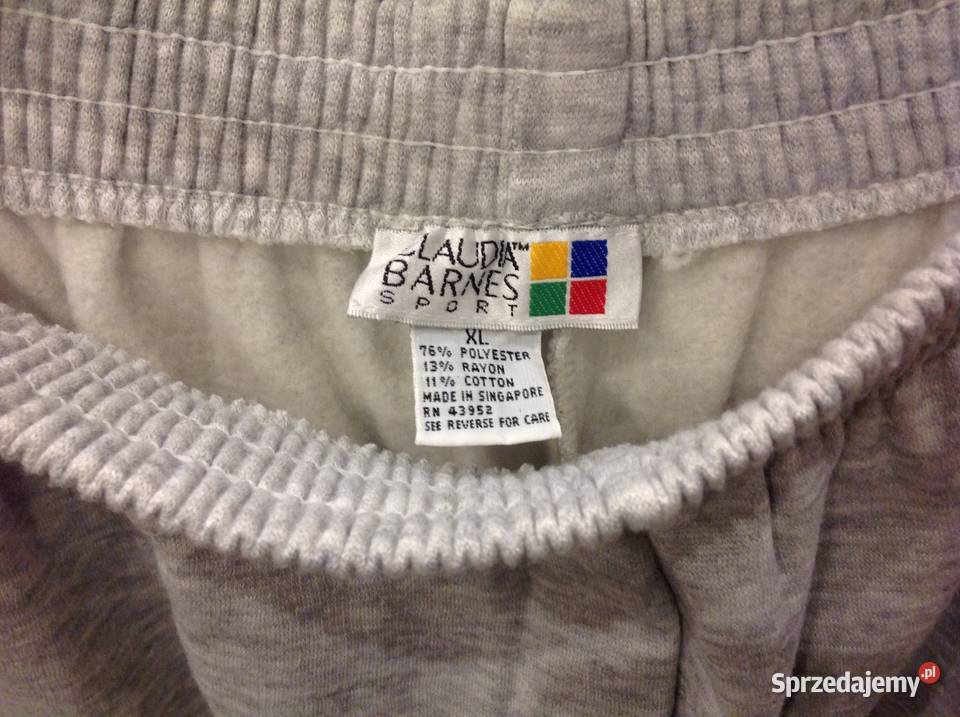 CLAUDIA™
BARNES
SPORT
XL
76% POLYESTER
13% RAYON
11% COTTON
MADE IN SINGAPORE
RN 43952
SEE REVERSE FOR CARE
Sprzedajemy.pl